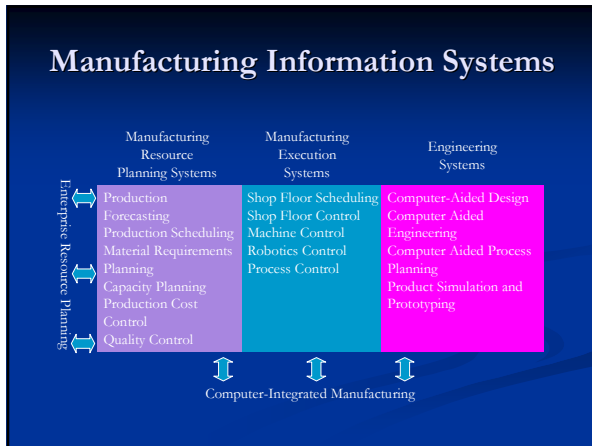 Manufacturing Information Systems
Manufacturing
Resource
Planning Systems
Manufacturing
Execution
Systems
Engineering
Systems
Enterprise Resource Planning
Production
Forecasting
Production Scheduling
Material Requirements
Planning
Capacity Planning
Production Cost
Control
Quality Control
Shop Floor Scheduling
Shop Floor Control
Machine Control
Robotics Control
Process Control
Computer-Aided Design
Computer Aided
Engineering
Computer Aided Process
Planning
Product Simulation and
Prototyping
Computer-Integrated Manufacturing